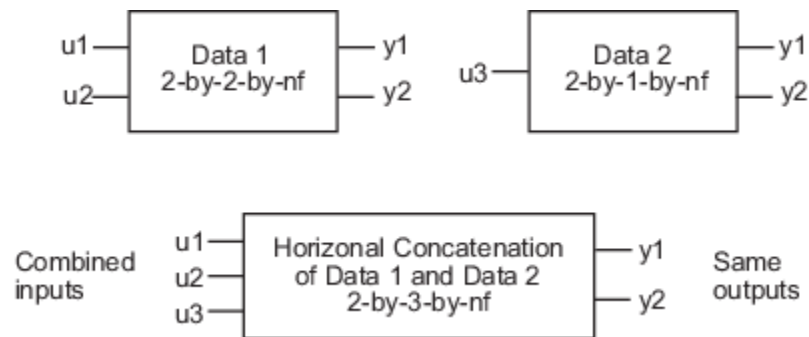 u1
u2
Data 1
2-by-2-by-nf
y1
y2
u3
Data 2
2-by-1-by-nf
y1
y2
Combined
inputs
u1
u2
u3
Horizonal Concatenation
of Data 1 and Data 2
2-by-3-by-nf
y1
y2
Same
outputs